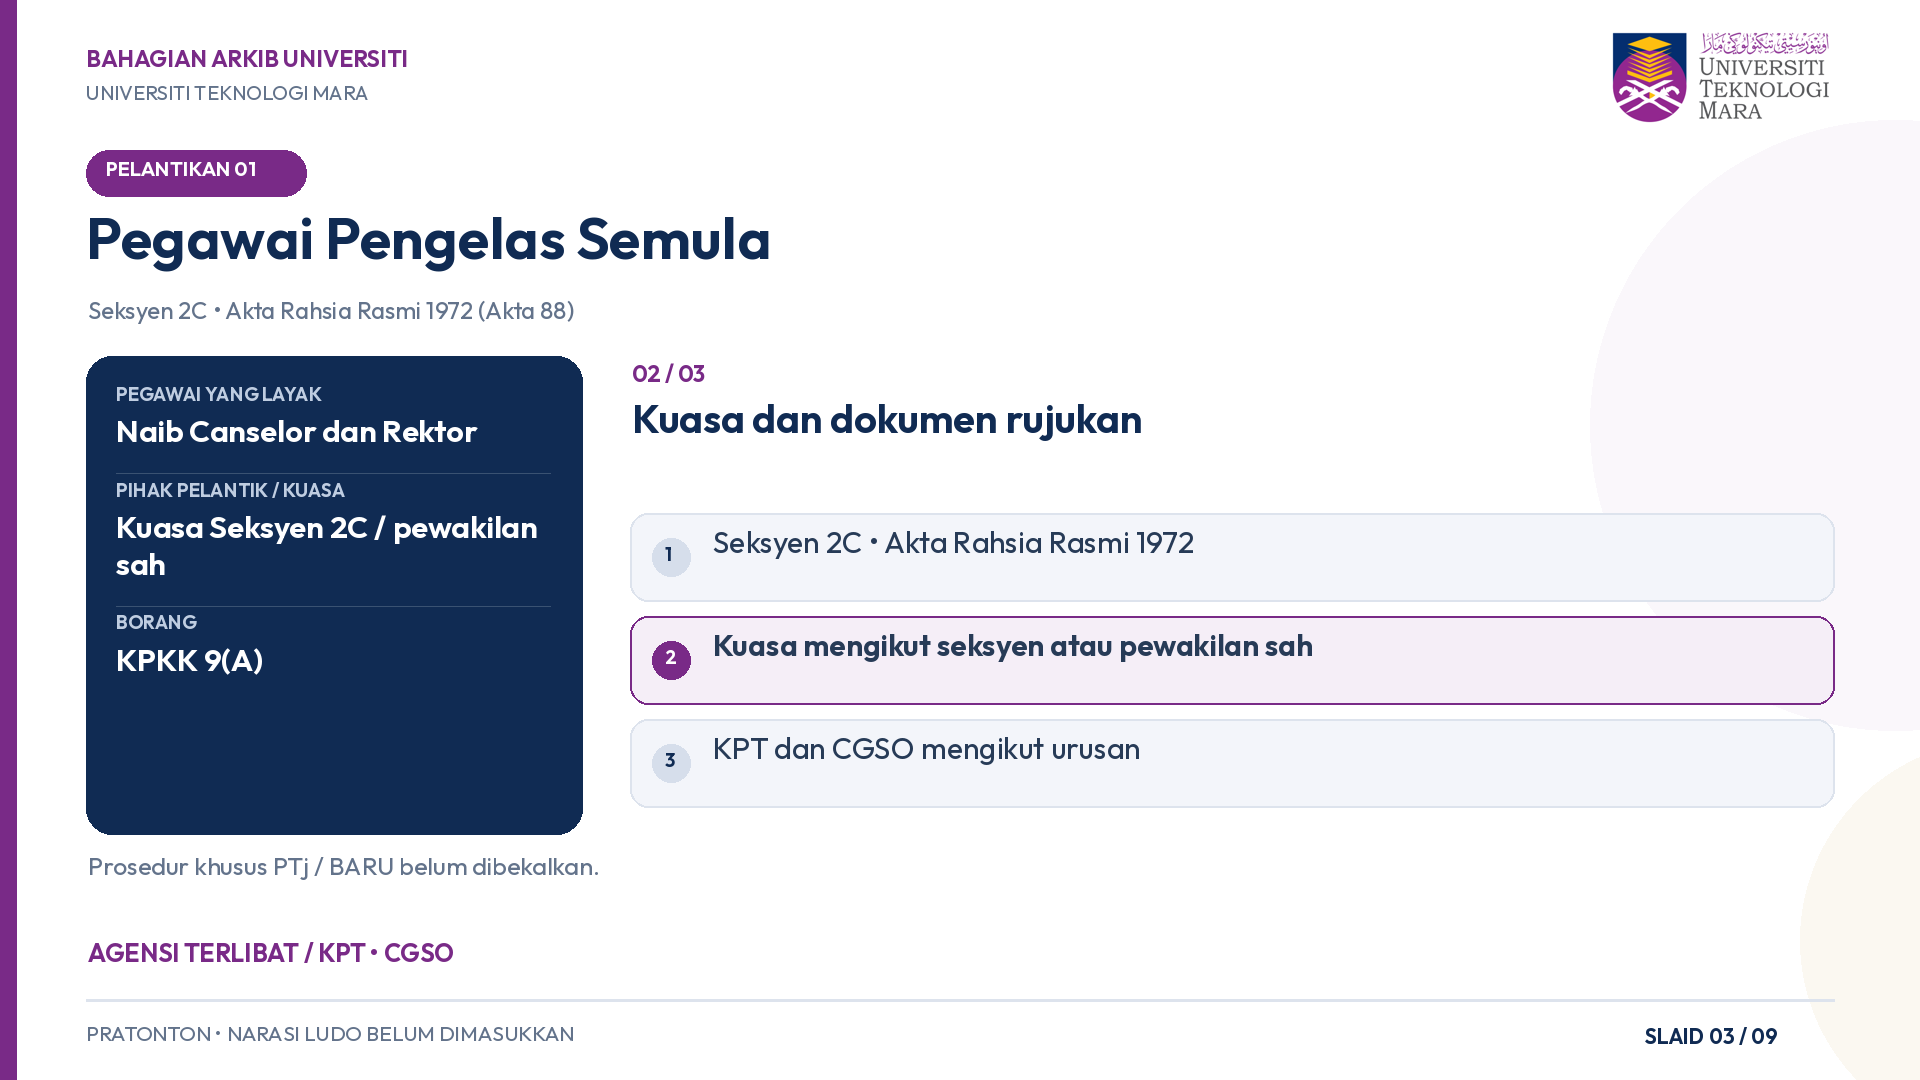 BAHAGIAN ARKIB UNIVERSITI
UNIVERSITI TEKNOLOGI MARA
اونيۏرسيتي تيكنولوكي مارا
UNIVERSITI
TEKNOLOGI
MARA
PELANTIKAN 01
Pegawai Pengelas Semula
Seksyen 2C • Akta Rahsia Rasmi 1972 (Akta 88)
PEGAWAI YANG LAYAK
Naib Canselor dan Rektor
PIHAK PELANTIK / KUASA
Kuasa Seksyen 2C / pewakilan
sah
BORANG
KPKK 9(A)
02 / 03
Kuasa dan dokumen rujukan
1 Seksyen 2C • Akta Rahsia Rasmi 1972
2 Kuasa mengikut seksyen atau pewakilan sah
3 KPT dan CGSO mengikut urusan
Prosedur khusus PTj / BARU belum dibekalkan.
AGENSI TERLIBAT / KPT • CGSO
PRATONTON • NARASI LUDO BELUM DIMASUKKAN
SLAID 03 / 09